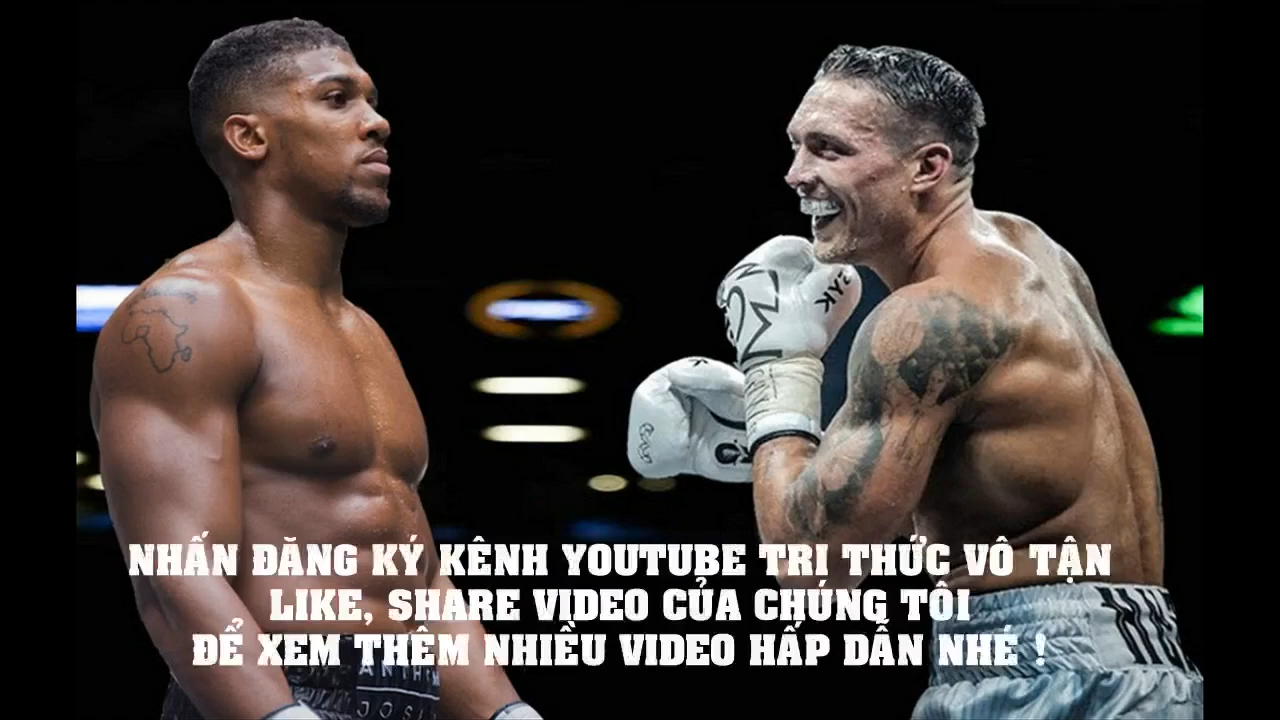 NHẤN ĐĂNG KÝ KÊNH YOUTUBE TRI THỨC VÔ TẬN
LIKE, SHARE VIDEO CỦA CHÚNG TÔI
ĐỂ XEM THÊM NHIỀU VIDEO HẤP DẪN NHÉ !